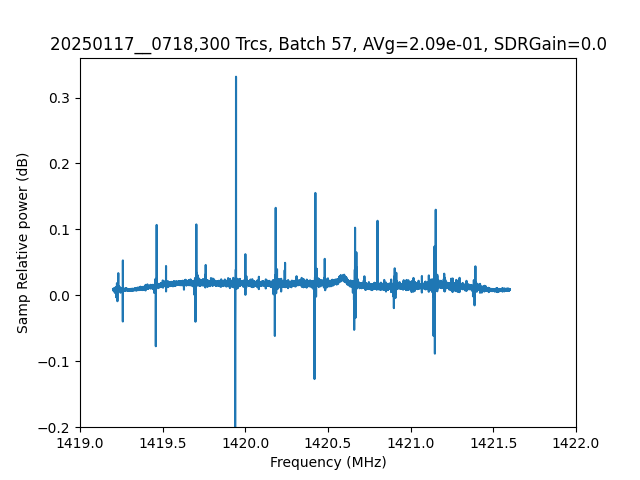 20250117__0718,300 Trcs, Batch 57, AVg=2.09e-01, SDRGain=0.0
0.3
0.2
0.1
0.0
−0.1
−0.2
Samp Relative power (dB)
1419.0 1419.5 1420.0 1420.5 1421.0 1421.5 1422.0
Frequency (MHz)